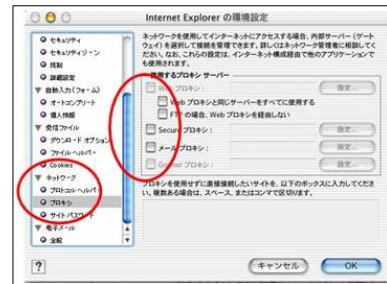 Internet Explorer の環境設定
セキュリティ
セキュリティゾーン
規制
詳細設定
自動入力(フォーム)
オートコンプリート
個人情報
受信ファイル
ダウンロード オプション
ファイル ヘルパー
Cookies
ネットワーク
プロトコル ヘルパー
プロキシ
サイト パスワード
電子メール
全般
ネットワークを使用してインターネットにアクセスする場合、内部サーバー (ゲート
ウェイ) を選択して接続を管理できます。詳しくはネットワーク管理者に相談してく
ださい。なお、これらの設定は、インターネット構成経由で他のアプリケーションで
も使用されます。
使用するプロキシ サーバー
Web プロキシ:
設定...
Web プロキシと同じサーバーをすべてに使用する
FTP の場合、Web プロキシを経由しない
Secure プロキシ:
設定...
メール プロキシ:
設定...
Gopher プロキシ:
設定...
プロキシを使用せずに直接接続したいサイトを、以下のボックスに入力してくださ
い。複数ある場合は、スペース、またはコンマで区切ります。
?
キャンセル
OK